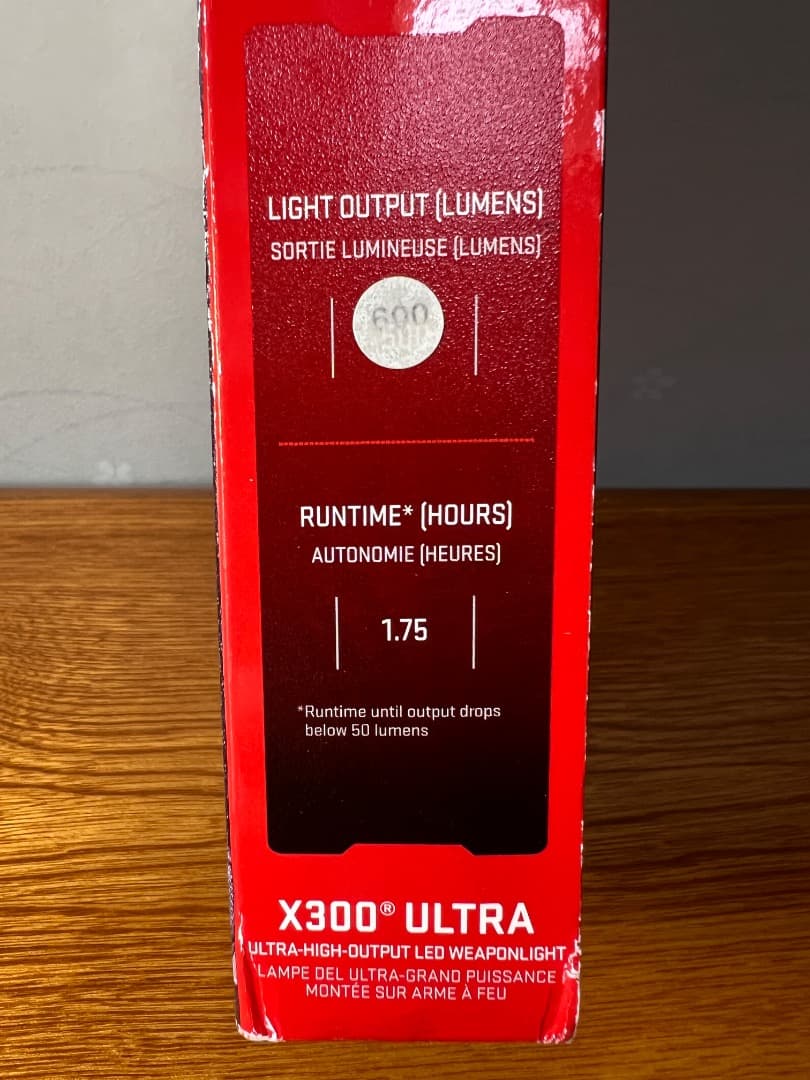 LIGHT OUTPUT (LUMENS)
SORTIE LUMINEUSE (LUMENS)
600
RUNTIME* (HOURS)
AUTONOMIE (HEURES)
1.75
*Runtime until output drops
below 50 lumens
X300® ULTRA
ULTRA-HIGH-OUTPUT LED WEAPONLIGHT
LAMPE DEL ULTRA-GRAND PUISSANCE
MONTÉE SUR ARME À FEU